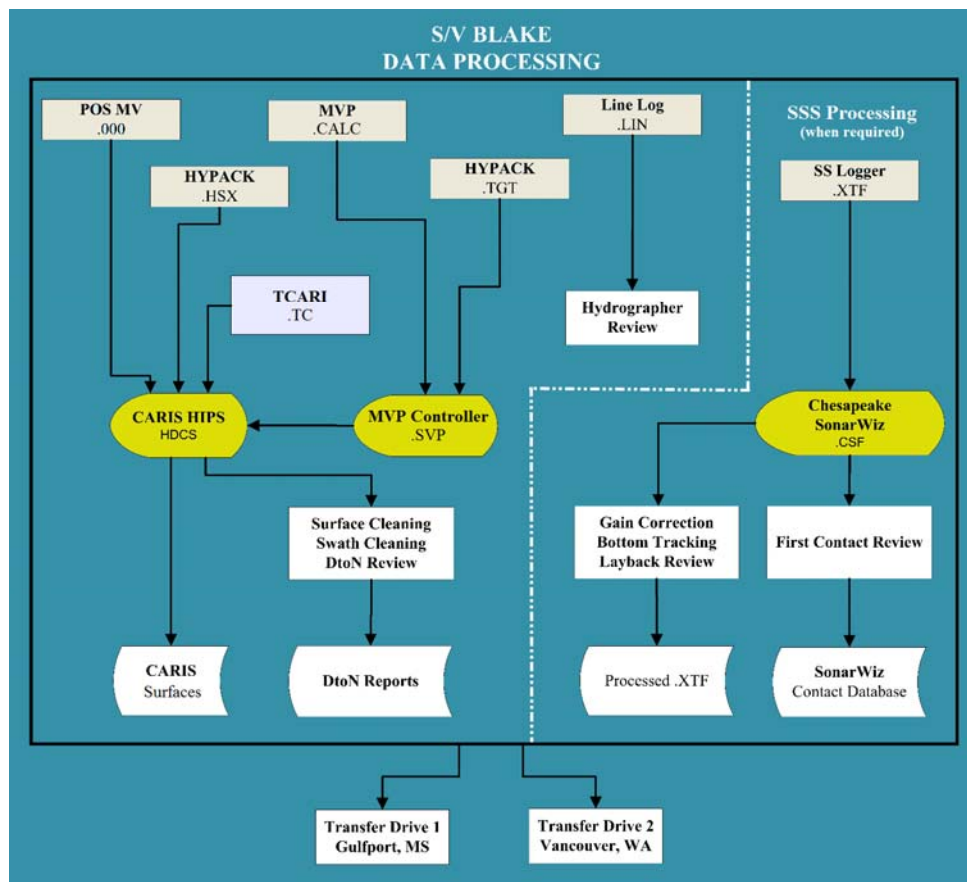 S/V BLAKE
DATA PROCESSING
POS MV
.000
MVP
.CALC
Line Log
.LIN
SSS Processing
(when required)
HYPACK
.HSX
HYPACK
.TGT
SS Logger
.XTF
TCARI
.TC
Hydrographer
Review
CARIS HIPS
HDCS
MVP Controller
.SVP
Chesapeake
SonarWiz
.CSF
Surface Cleaning
Swath Cleaning
DtoN Review
Gain Correction
Bottom Tracking
Layback Review
First Contact Review
CARIS
Surfaces
DtoN Reports
Processed .XTF
SonarWiz
Contact Database
Transfer Drive 1
Gulfport, MS
Transfer Drive 2
Vancouver, WA